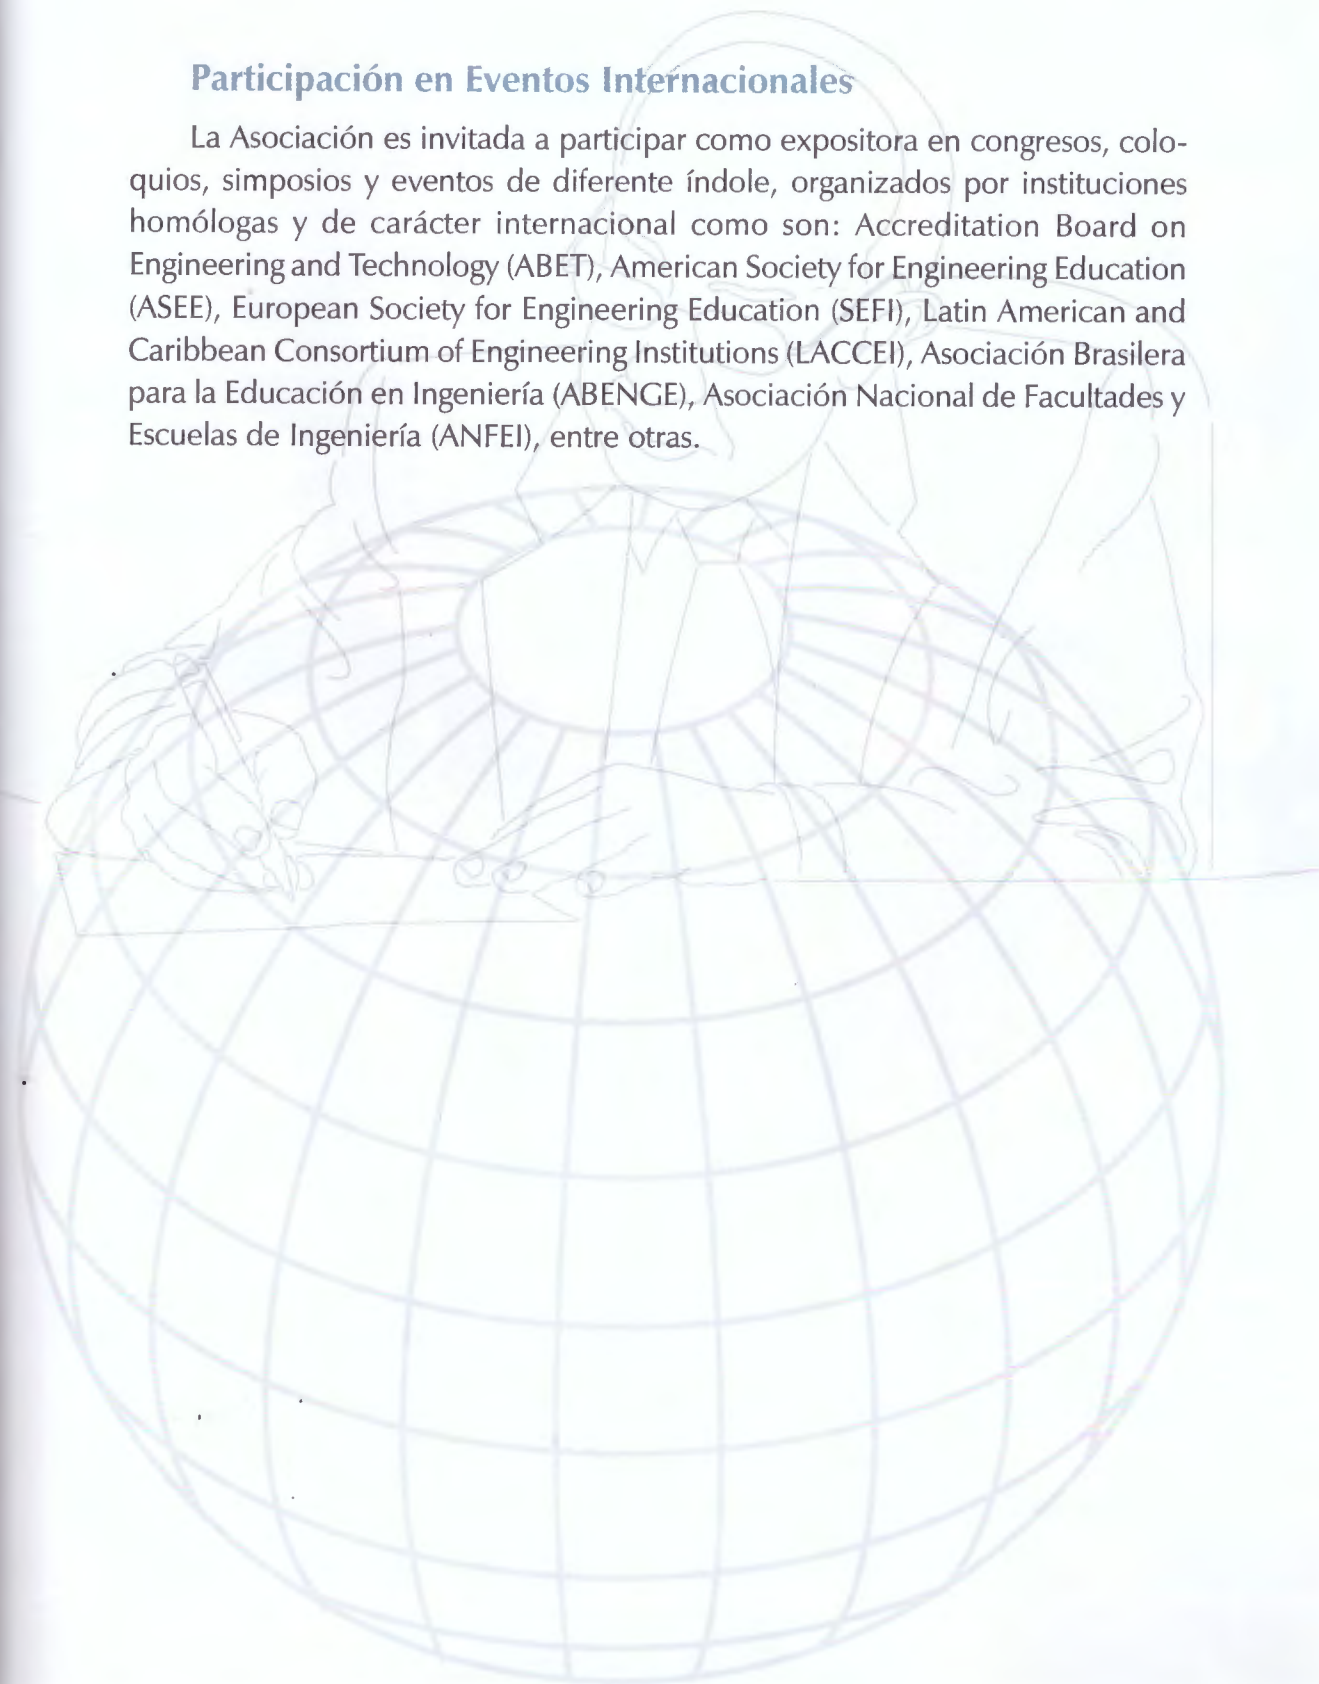 Participación en Eventos Internacionales
La Asociación es invitada a participar como expositora en congresos, colo-
quios, simposios y eventos de diferente índole, organizados por instituciones
homólogas y de carácter internacional como son: Accreditation Board on
Engineering and Technology (ABET), American Society for Engineering Education
(ASEE), European Society for Engineering Education (SEFI), Latin American and
Caribbean Consortium of Engineering Institutions (LACCEI), Asociación Brasilera
para la Educación en Ingeniería (ABENGE), Asociación Nacional de Facultades y
Escuelas de Ingeniería (ANFEI), entre otras.